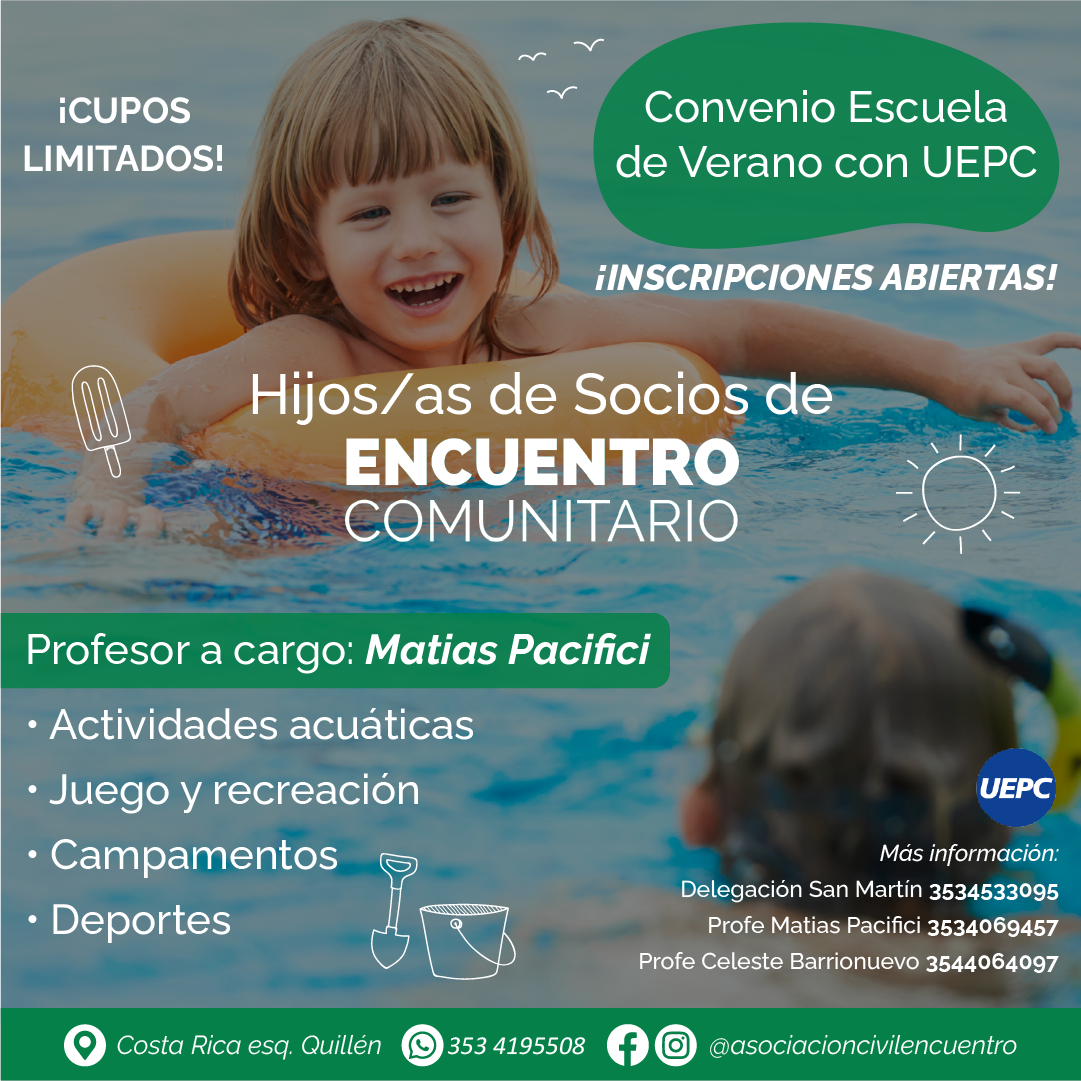 ¡CUPOS
LIMITADOS!
Convenio Escuela
de Verano con UEPC
¡INSCRIPCIONES ABIERTAS!
Hijos/as de Socios de
ENCUENTRO
COMUNITARIO
Profesor a cargo: Matias Pacifici
• Actividades acuáticas
• Juego y recreación
• Campamentos
• Deportes
UEPC
Más información:
Delegación San Martín 3534533095
Profe Matias Pacifici 3534069457
Profe Celeste Barrionuevo 3544064097
Costa Rica esq. Quillén 353 4195508 @asociacioncivilencuentro